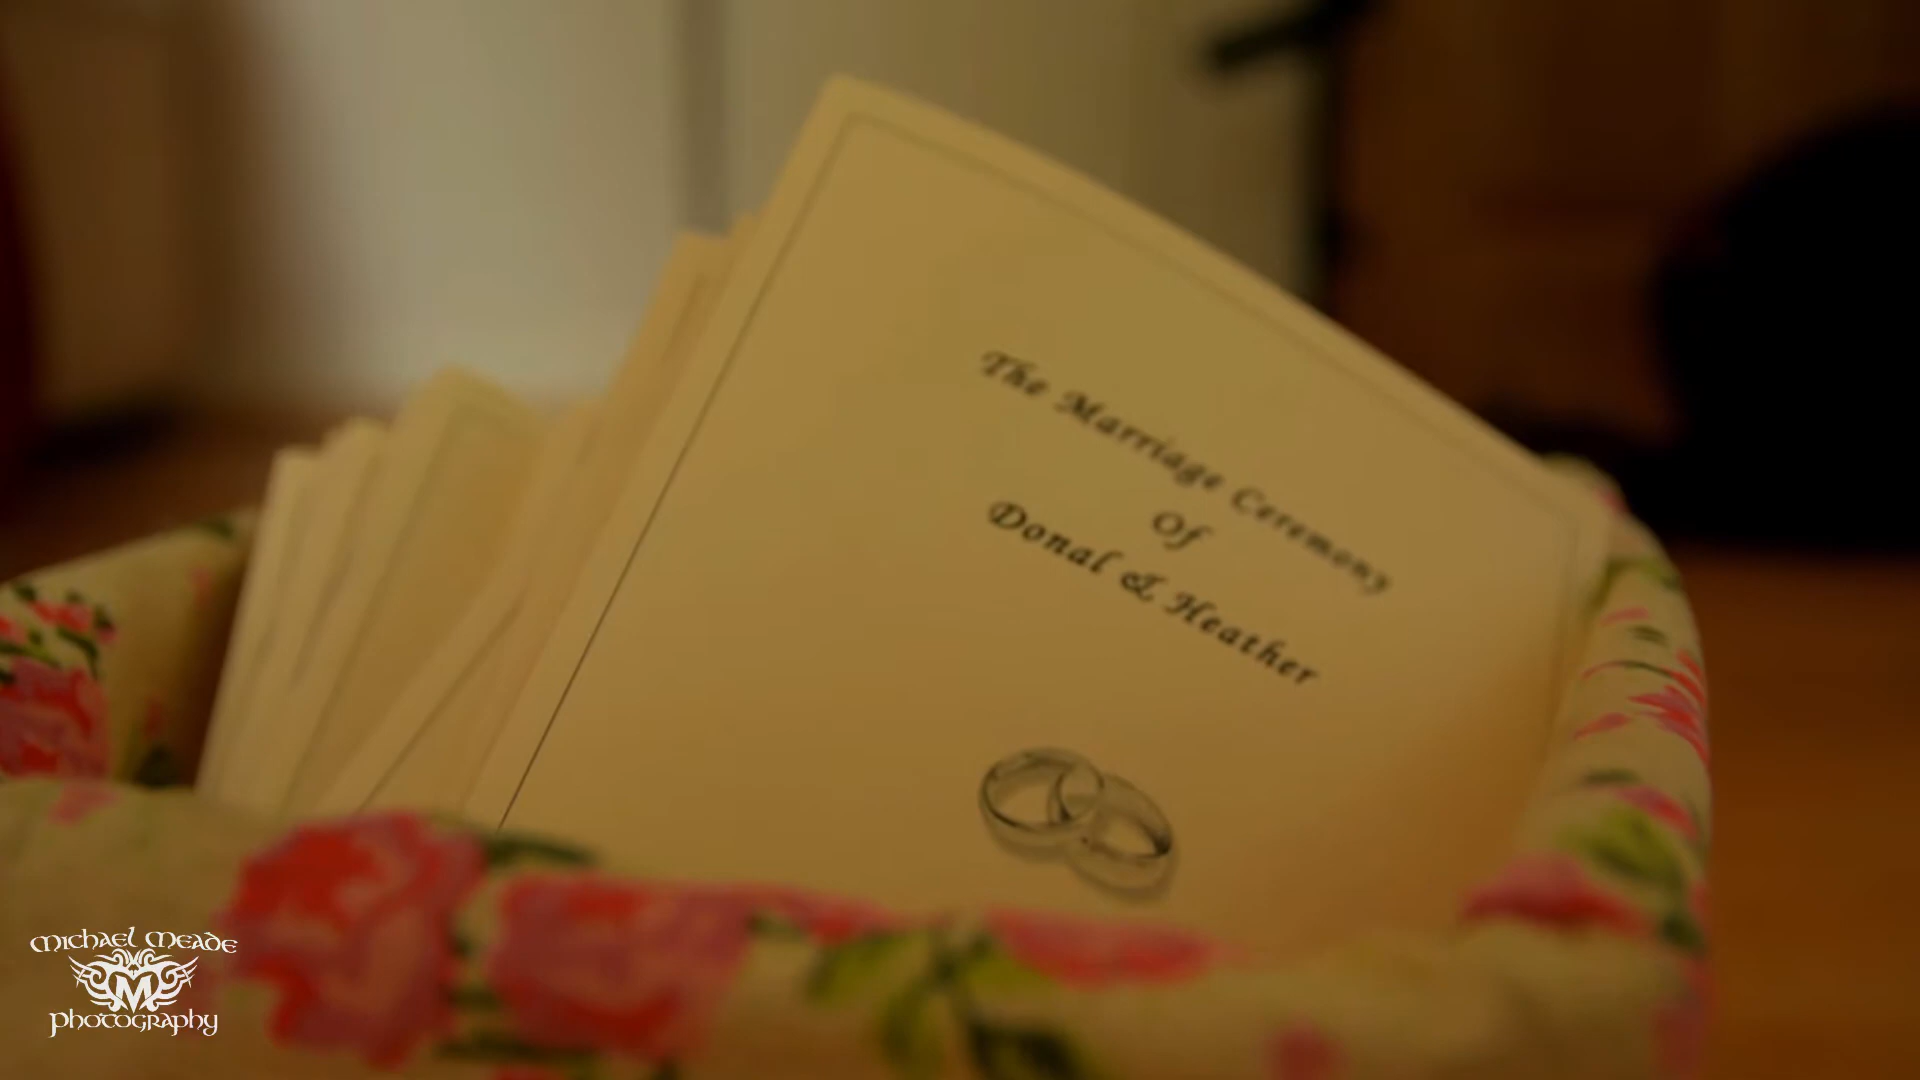 The Marriage Ceremony
Of
Donal & Heather
Michael Meade
M
Photography